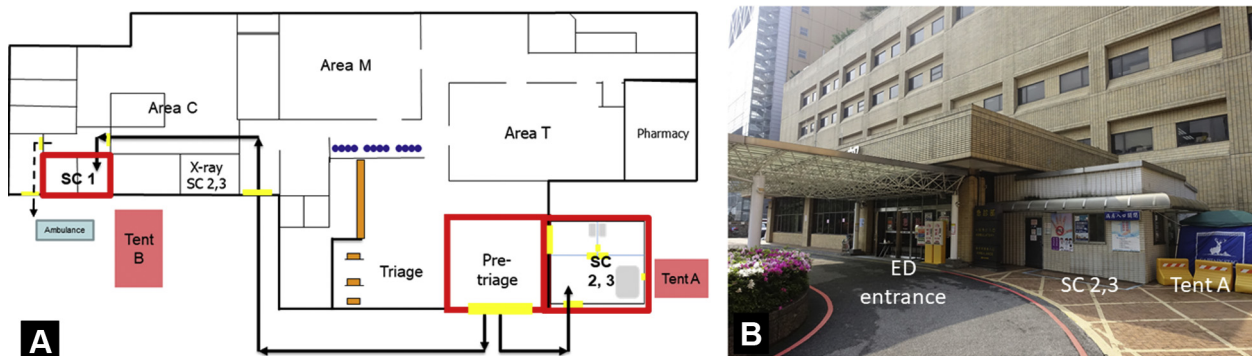 Area M
Area C
Area T
Pharmacy
SC 1
X-ray
SC 2,3
Ambulance
Tent
B
Triage
Pre-
triage
SC
2, 3
Tent A
A
ED
entrance
SC 2,3
Tent A
B